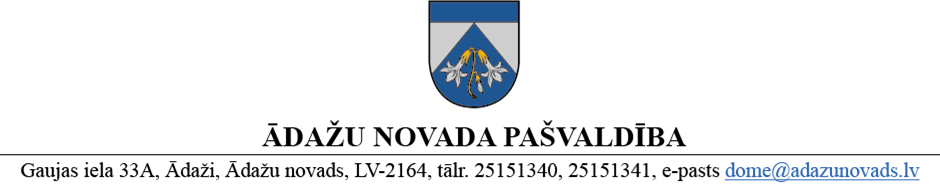 ĀDAŽU NOVADA PAŠVALDĪBA
Gaujas iela 33A, Ādaži, Ādažu novads, LV-2164, tālr. 25151340, 25151341, e-pasts dome@adazunovads.lv